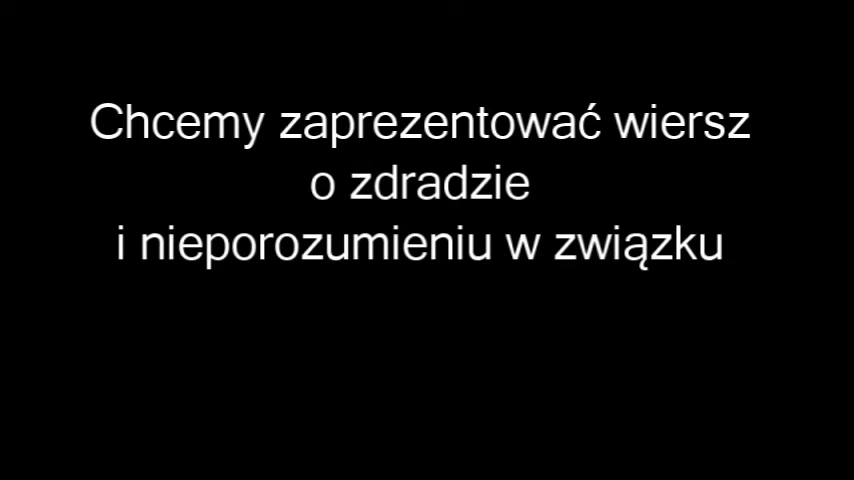 Chcemy zaprezentować wiersz
o zdradzie
i nieporozumieniu w związku